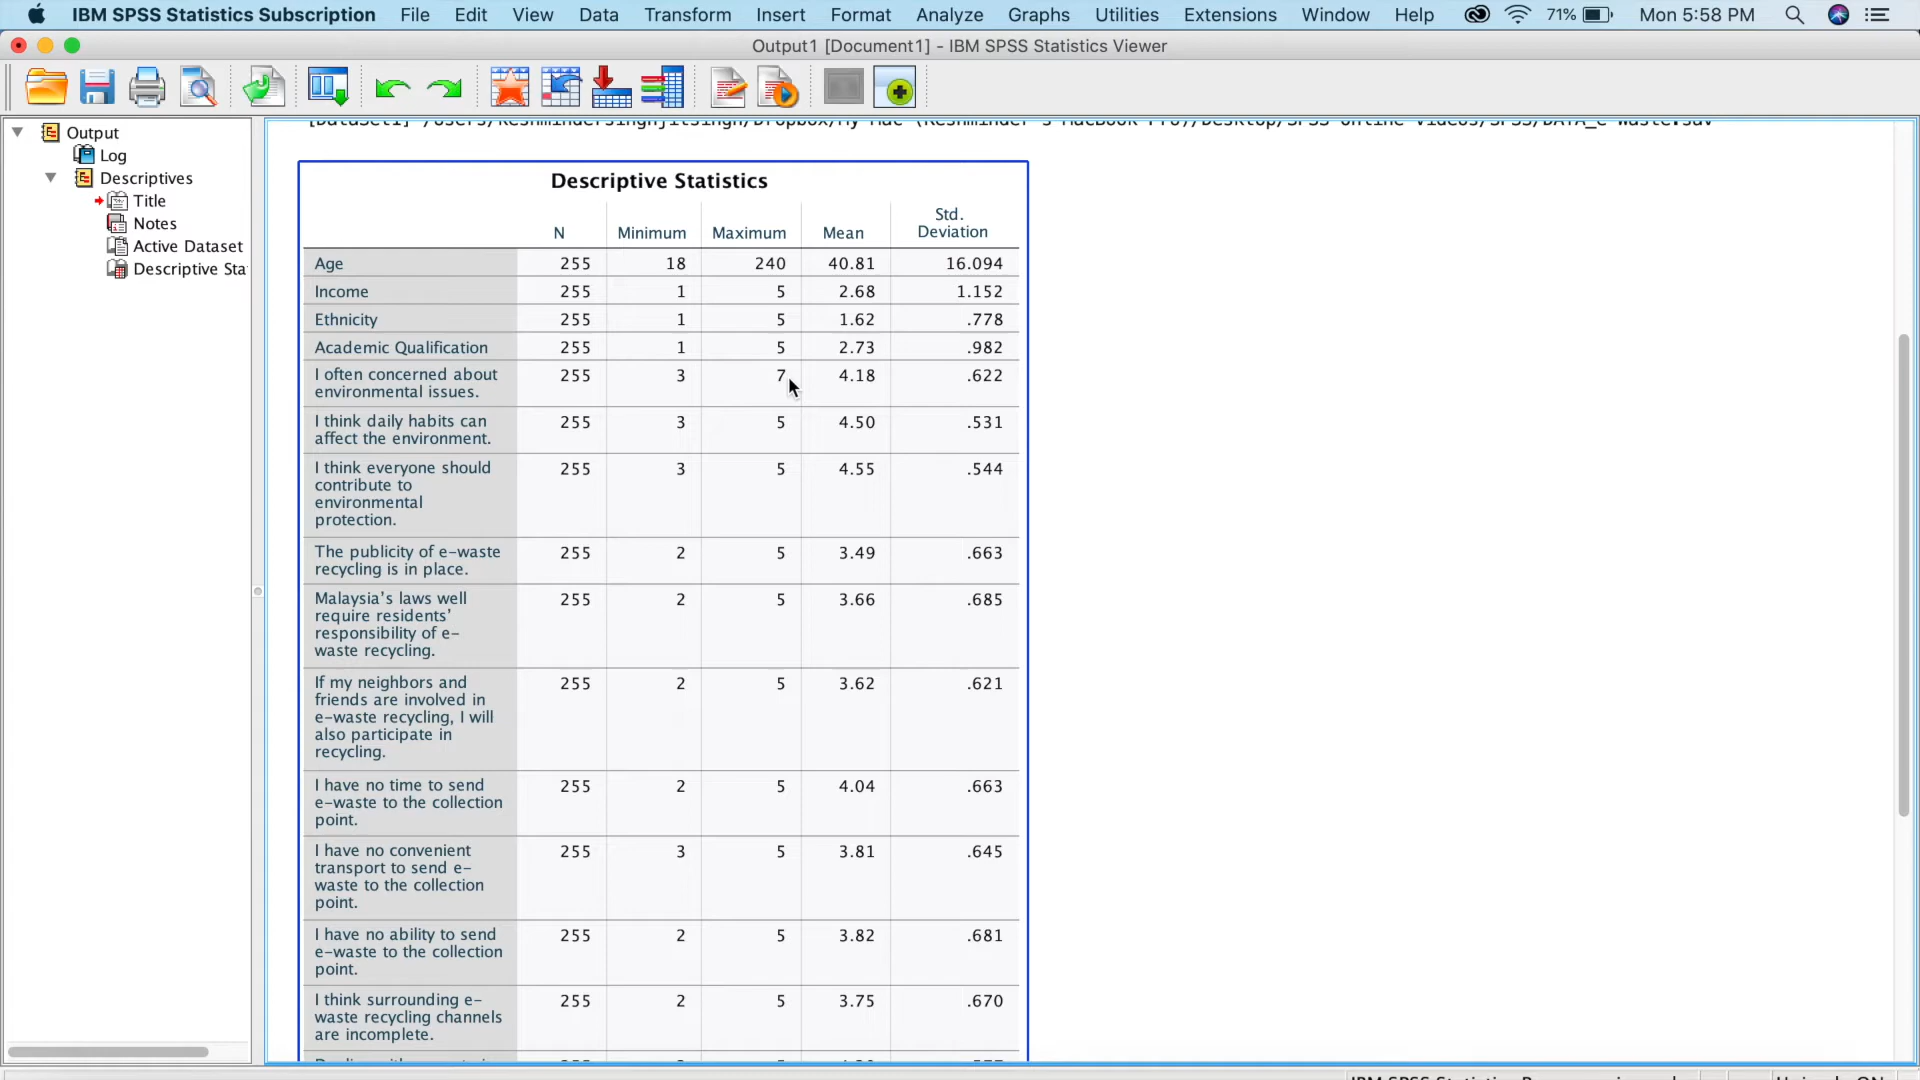 IBM SPSS Statistics Subscription File Edit View Data Transform Insert Format Analyze Graphs Utilities Extensions Window Help 71% Mon 5:58 PM
Output1 [Document1] - IBM SPSS Statistics Viewer
Output
Log
Descriptives
Title
Notes
Active Dataset
Descriptive Sta
Descriptive Statistics
N Minimum Maximum Mean Std. Deviation
Age 255 18 240 40.81 16.094
Income 255 1 5 2.68 1.152
Ethnicity 255 1 5 1.62 .778
Academic Qualification 255 1 5 2.73 .982
I often concerned about 255 3 7 4.18 .622
environmental issues.
I think daily habits can 255 3 5 4.50 .531
affect the environment.
I think everyone should 255 3 5 4.55 .544
contribute to
environmental
protection.
The publicity of e-waste 255 2 5 3.49 .663
recycling is in place.
Malaysia's laws well 255 2 5 3.66 .685
require residents'
responsibility of e-
waste recycling.
If my neighbors and 255 2 5 3.62 .621
friends are involved in
e-waste recycling, I will
also participate in
recycling.
I have no time to send 255 2 5 4.04 .663
e-waste to the collection
point.
I have no convenient 255 3 5 3.81 .645
transport to send e-
waste to the collection
point.
I have no ability to send 255 2 5 3.82 .681
e-waste to the collection
point.
I think surrounding e- 255 2 5 3.75 .670
waste recycling channels
are incomplete.